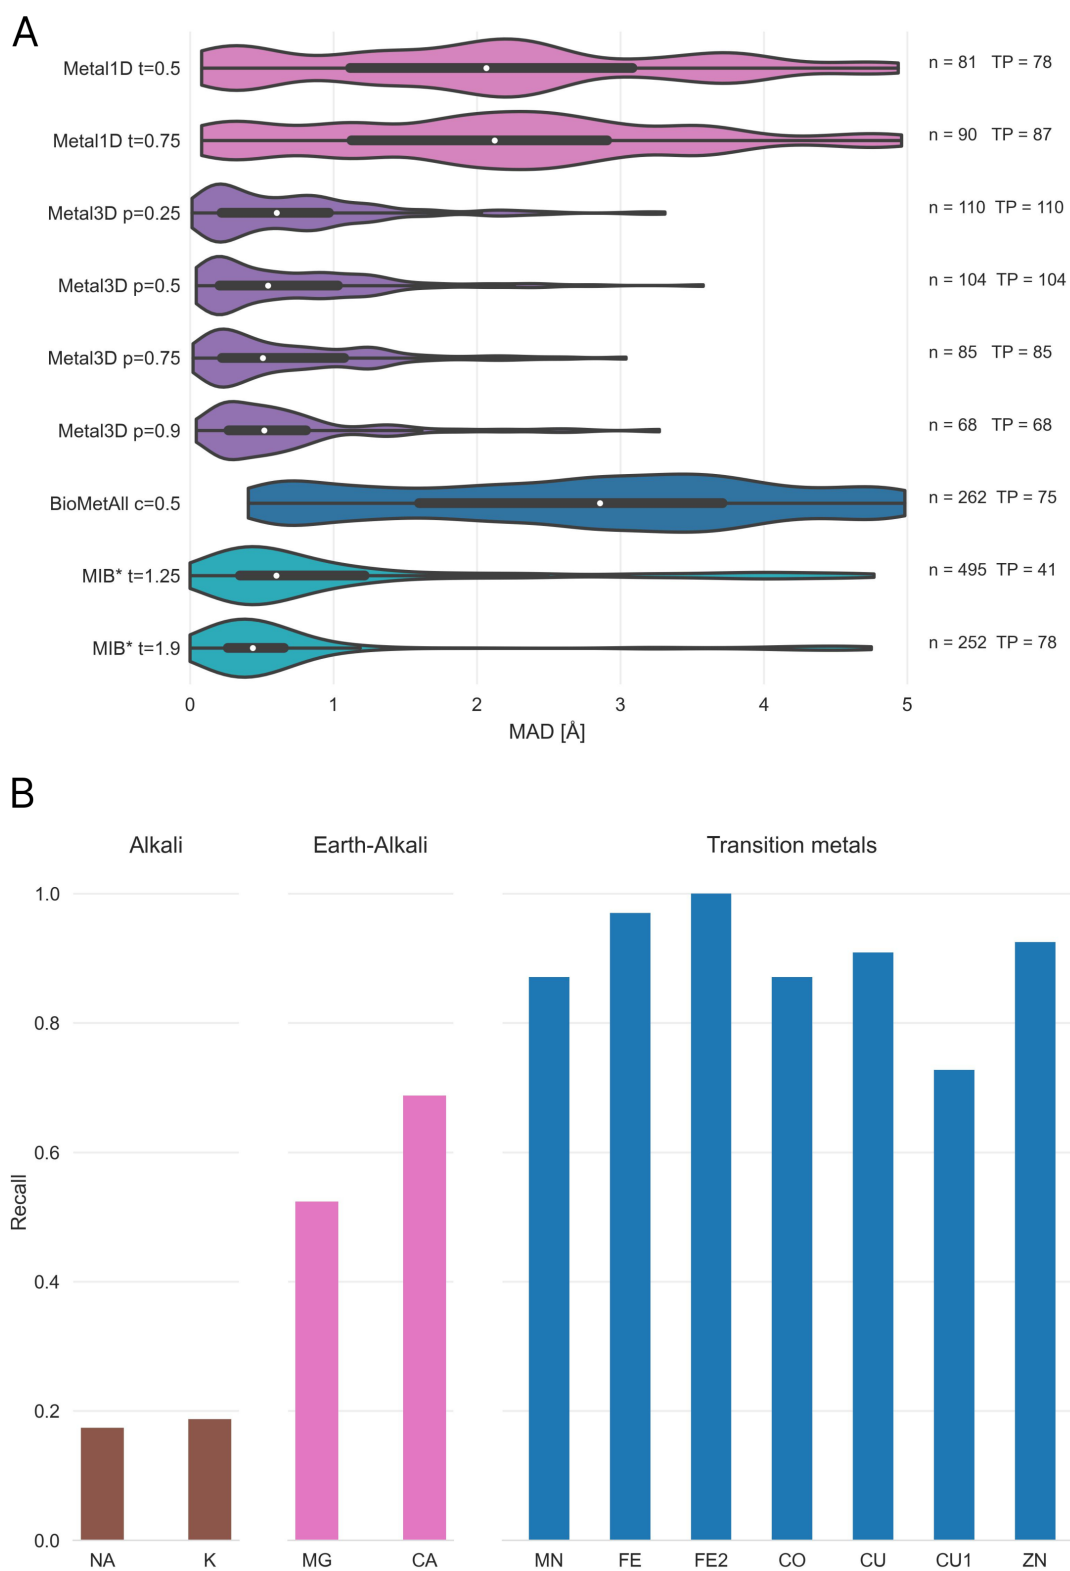 A
Metal1D t=0.5 n = 81 TP = 78
Metal1D t=0.75 n = 90 TP = 87
Metal3D p=0.25 n = 110 TP = 110
Metal3D p=0.5 n = 104 TP = 104
Metal3D p=0.75 n = 85 TP = 85
Metal3D p=0.9 n = 68 TP = 68
BioMetAll c=0.5 n = 262 TP = 75
MIB* t=1.25 n = 495 TP = 41
MIB* t=1.9 n = 252 TP = 78
0 1 2 3 4 5
MAD [Å]
B
Alkali Earth-Alkali Transition metals
1.0
0.8
0.6
0.4
0.2
0.0
Recall
NA K MG CA MN FE FE2 CO CU CU1 ZN